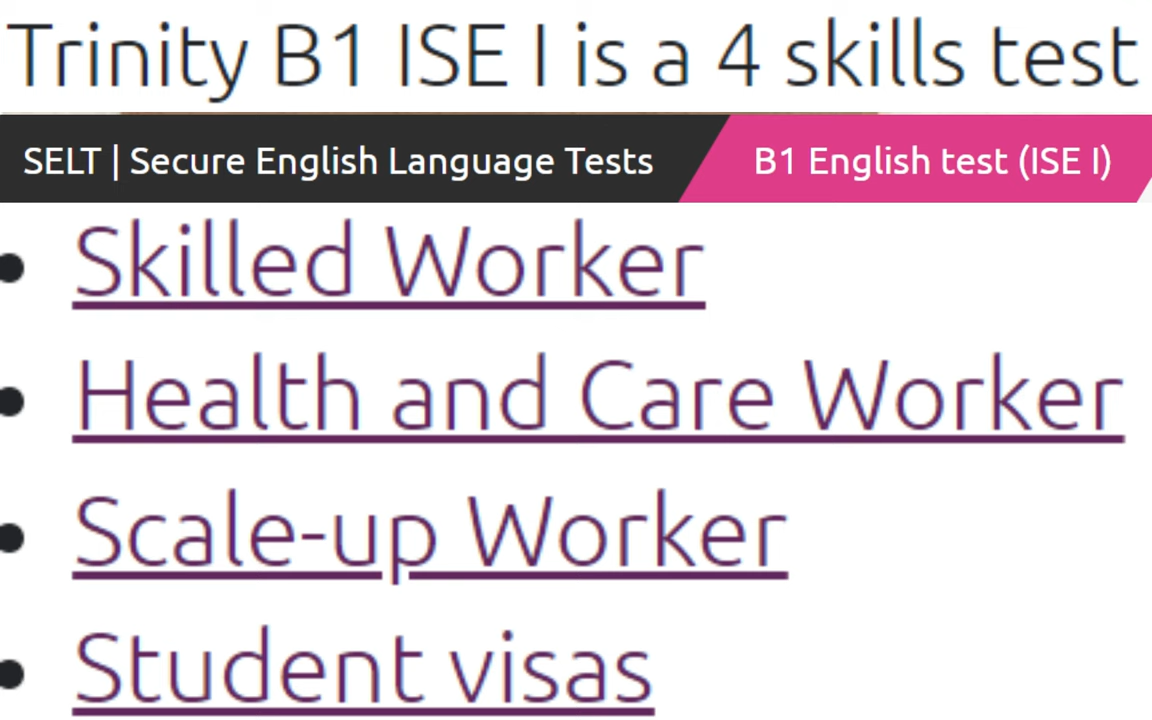 Trinity B1 ISE I is a 4 skills test
SELT | Secure English Language Tests B1 English test (ISE I)
• Skilled Worker
• Health and Care Worker
• Scale-up Worker
• Student visas